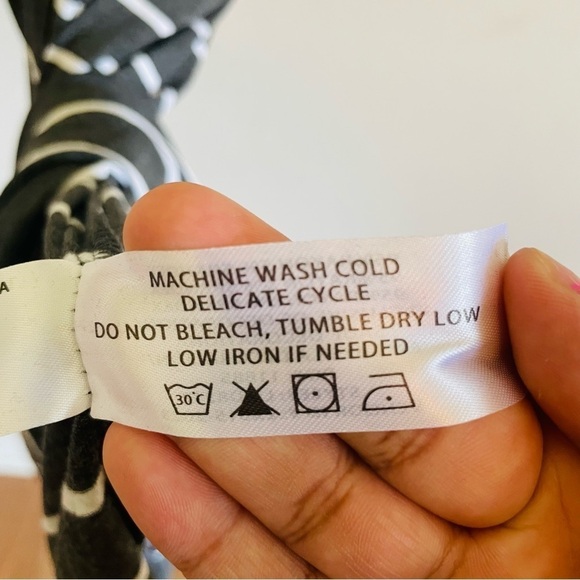 A
MACHINE WASH COLD
DELICATE CYCLE
DO NOT BLEACH, TUMBLE DRY LOW
LOW IRON IF NEEDED
30°C